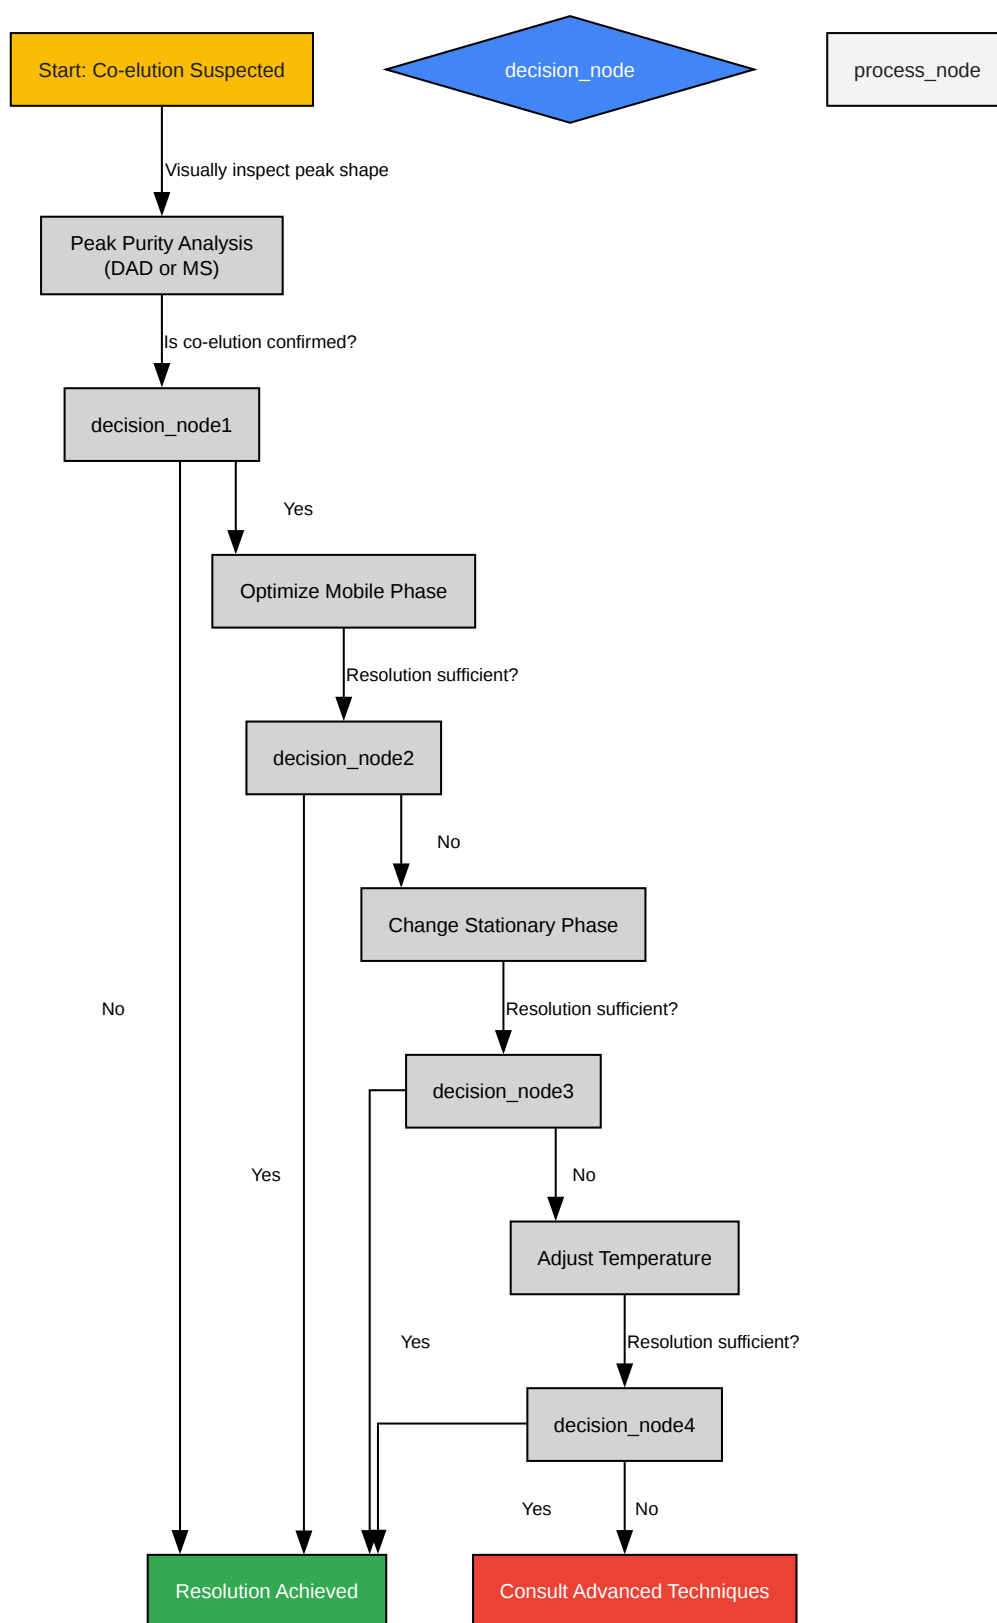 Start: Co-elution Suspected
decision_node
process_node
Visually inspect peak shape
Peak Purity Analysis
(DAD or MS)
Is co-elution confirmed?
decision_node1
Yes
Optimize Mobile Phase
Resolution sufficient?
decision_node2
No
Change Stationary Phase
No
Resolution sufficient?
decision_node3
Yes
No
Adjust Temperature
Yes
Resolution sufficient?
decision_node4
Yes
No
Resolution Achieved
Consult Advanced Techniques